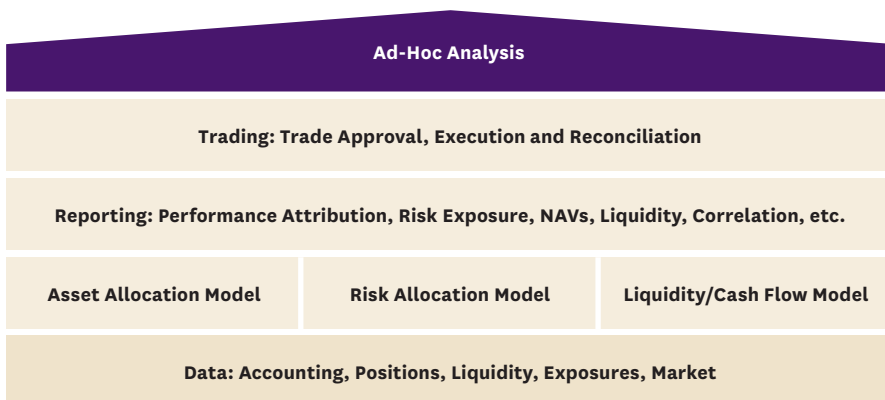 Ad-Hoc Analysis
Trading: Trade Approval, Execution and Reconciliation
Reporting: Performance Attribution, Risk Exposure, NAVs, Liquidity, Correlation, etc.
Asset Allocation Model
Risk Allocation Model
Liquidity/Cash Flow Model
Data: Accounting, Positions, Liquidity, Exposures, Market